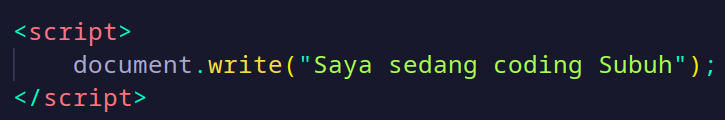 <script>
    document.write("Saya sedang coding Subuh");
</script>